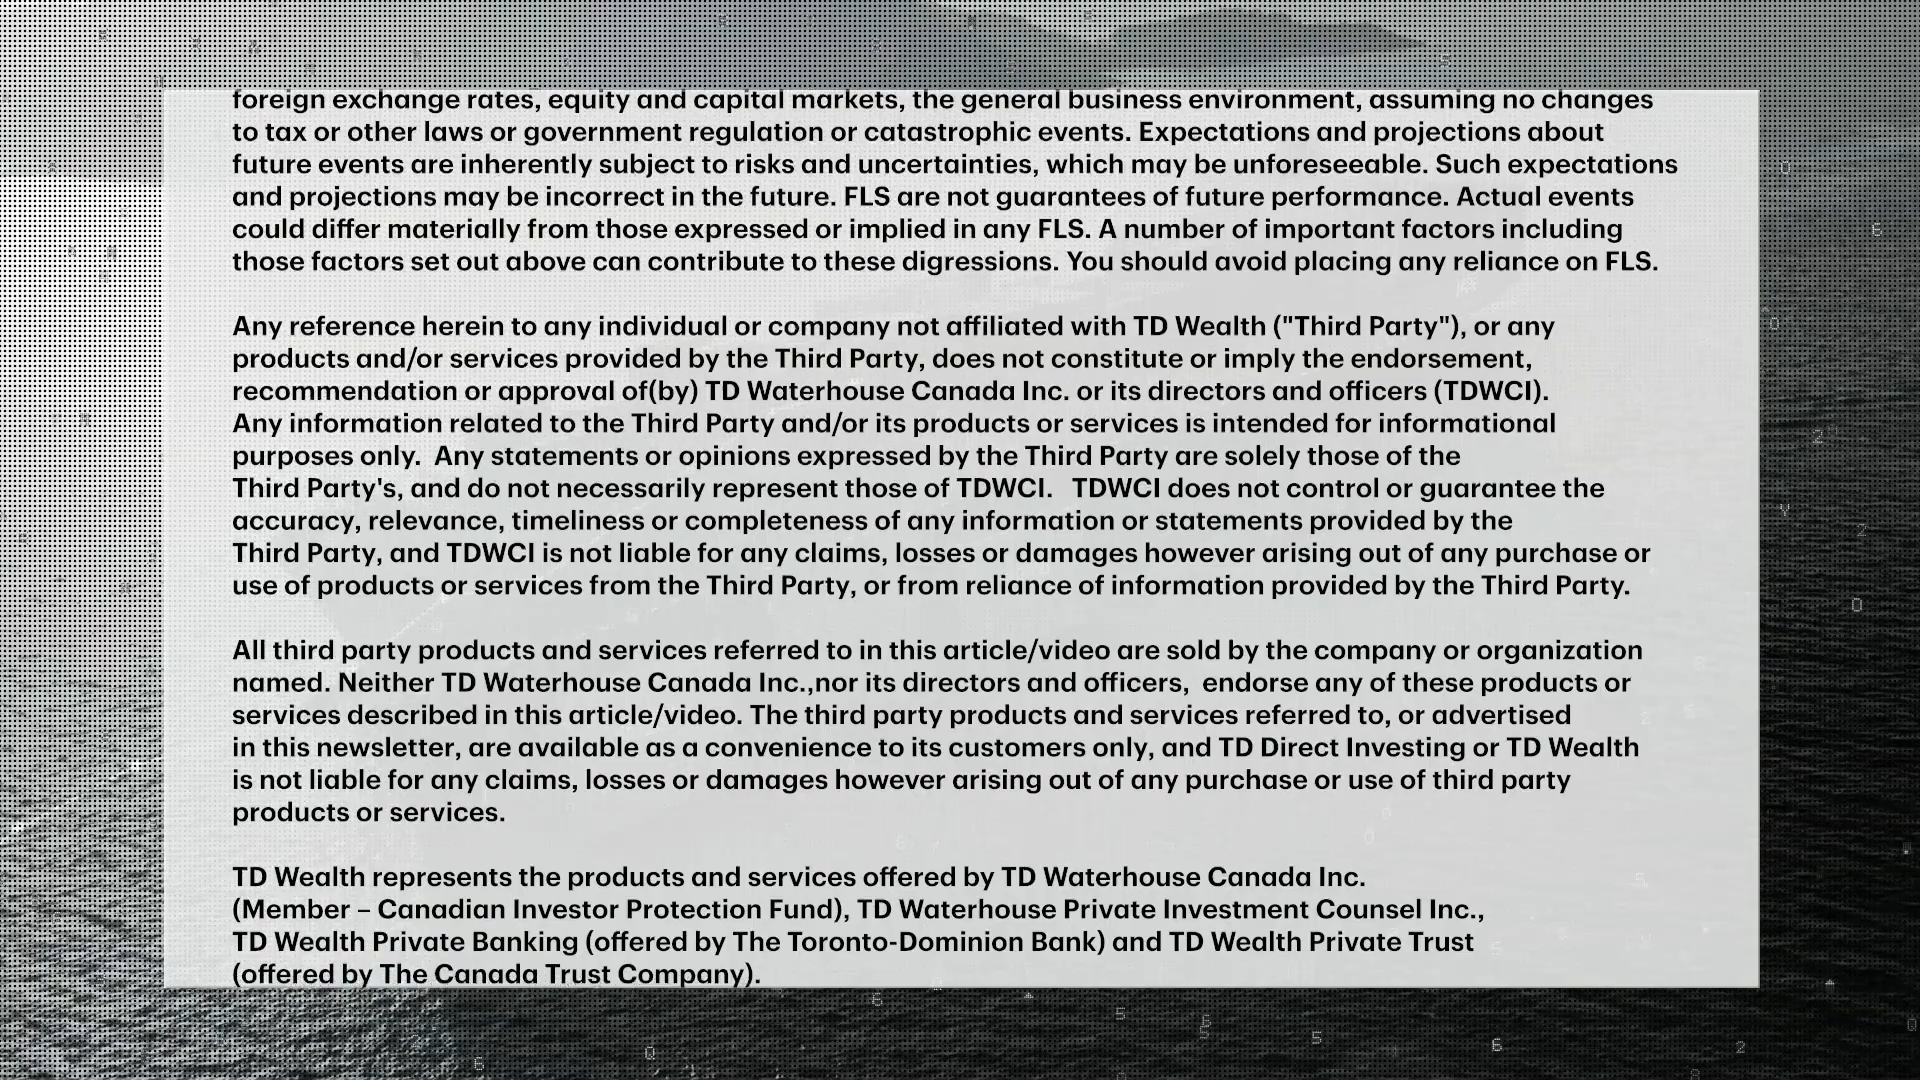 foreign exchange rates, equity and capital markets, the general business environment, assuming no changes
to tax or other laws or government regulation or catastrophic events. Expectations and projections about
future events are inherently subject to risks and uncertainties, which may be unforeseeable. Such expectations
and projections may be incorrect in the future. FLS are not guarantees of future performance. Actual events
could differ materially from those expressed or implied in any FLS. A number of important factors including
those factors set out above can contribute to these digressions. You should avoid placing any reliance on FLS.

Any reference herein to any individual or company not affiliated with TD Wealth ("Third Party"), or any
products and/or services provided by the Third Party, does not constitute or imply the endorsement,
recommendation or approval of(by) TD Waterhouse Canada Inc. or its directors and officers (TDWCI).
Any information related to the Third Party and/or its products or services is intended for informational
purposes only.  Any statements or opinions expressed by the Third Party are solely those of the
Third Party's, and do not necessarily represent those of TDWCI.   TDWCI does not control or guarantee the
accuracy, relevance, timeliness or completeness of any information or statements provided by the
Third Party, and TDWCI is not liable for any claims, losses or damages however arising out of any purchase or
use of products or services from the Third Party, or from reliance of information provided by the Third Party.

All third party products and services referred to in this article/video are sold by the company or organization
named. Neither TD Waterhouse Canada Inc.,nor its directors and officers,  endorse any of these products or
services described in this article/video. The third party products and services referred to, or advertised
in this newsletter, are available as a convenience to its customers only, and TD Direct Investing or TD Wealth
is not liable for any claims, losses or damages however arising out of any purchase or use of third party
products or services.

TD Wealth represents the products and services offered by TD Waterhouse Canada Inc.
(Member – Canadian Investor Protection Fund), TD Waterhouse Private Investment Counsel Inc.,
TD Wealth Private Banking (offered by The Toronto-Dominion Bank) and TD Wealth Private Trust
(offered by The Canada Trust Company).